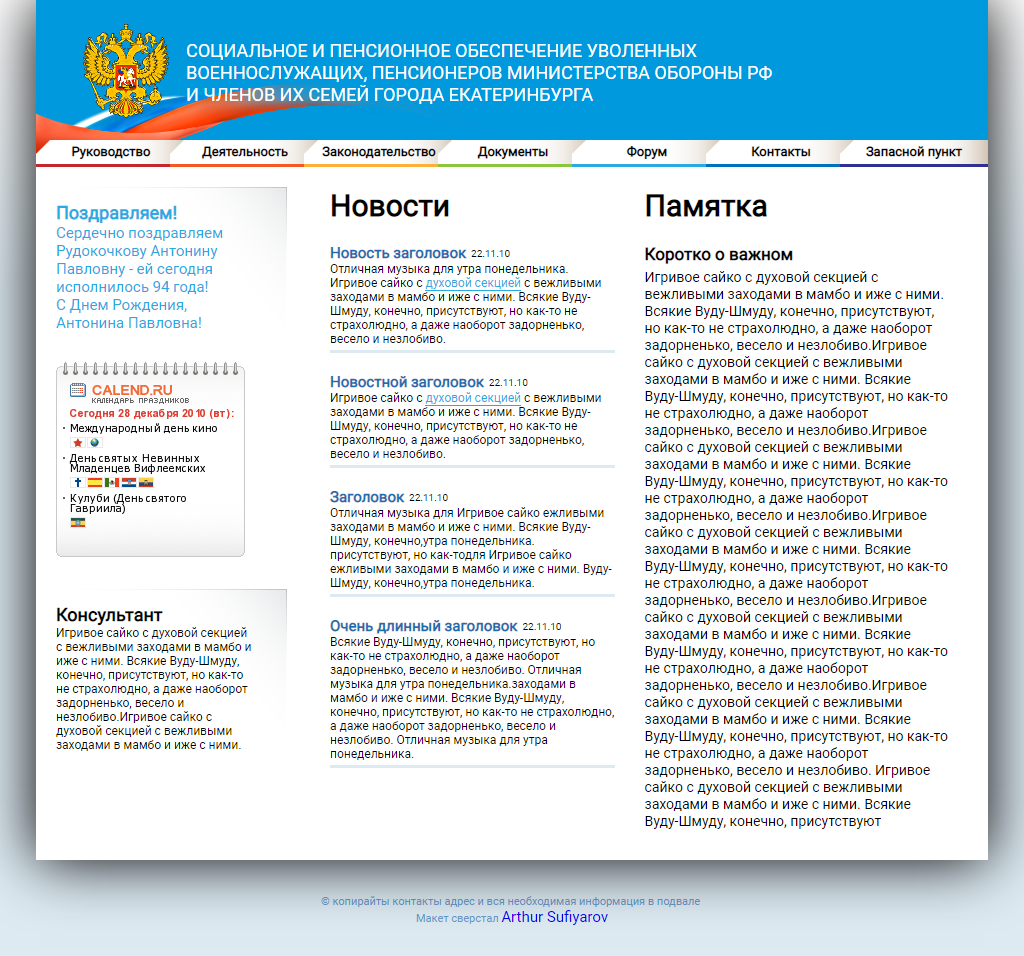 СОЦИАЛЬНОЕ И ПЕНСИОННОЕ ОБЕСПЕЧЕНИЕ УВОЛЕННЫХ
ВОЕННОСЛУЖАЩИХ, ПЕНСИОНЕРОВ МИНИСТЕРСТВА ОБОРОНЫ РФ
И ЧЛЕНОВ ИХ СЕМЕЙ ГОРОДА ЕКАТЕРИНБУРГА
Руководство Деятельность Законодательство Документы Форум Контакты Запасной пункт
Поздравляем!
Сердечно поздравляем
Рудокочкову Антонину
Павловну - ей сегодня
исполнилось 94 года!
С Днем Рождения,
Антонина Павловна!
CALEND.RU
КАЛЕНДАРЬ ПРАЗДНИКОВ
Сегодня 28 декабря 2010 (вт):
· Международный день кино
· День святых Невинных
Младенцев Вифлеемских
· Кулуби (День святого
Гавриила)
Консультант
Игривое сайко с духовой секцией
с вежливыми заходами в мамбо и
иже с ними. Всякие Вуду-Шмуду,
конечно, присутствуют, но как-то
не страхолюдно, а даже наоборот
задорненько, весело и
незлобиво.Игривое сайко с
духовой секцией с вежливыми
заходами в мамбо и иже с ними.
Новости
Новость заголовок 22.11.10
Отличная музыка для утра понедельника.
Игривое сайко с духовой секцией с вежливыми
заходами в мамбо и иже с ними. Всякие Вуду-
Шмуду, конечно, присутствуют, но как-то не
страхолюдно, а даже наоборот задорненько,
весело и незлобиво.
Новостной заголовок 22.11.10
Игривое сайко с духовой секцией с вежливыми
заходами в мамбо и иже с ними. Всякие Вуду-
Шмуду, конечно, присутствуют, но как-то не
страхолюдно, а даже наоборот задорненько,
весело и незлобиво.
Заголовок 22.11.10
Отличная музыка для Игривое сайко ежливыми
заходами в мамбо и иже с ними. Всякие Вуду-
Шмуду, конечно,утра понедельника.
присутствуют, но как-тодля Игривое сайко
ежливыми заходами в мамбо и иже с ними. Вуду-
Шмуду, конечно,утра понедельника.
Очень длинный заголовок 22.11.10
Всякие Вуду-Шмуду, конечно, присутствуют, но
как-то не страхолюдно, а даже наоборот
задорненько, весело и незлобиво. Отличная
музыка для утра понедельника.заходами в
мамбо и иже с ними. Всякие Вуду-Шмуду,
конечно, присутствуют, но как-то не страхолюдно,
а даже наоборот задорненько, весело и
незлобиво. Отличная музыка для утра
понедельника.
Памятка
Коротко о важном
Игривое сайко с духовой секцией с
вежливыми заходами в мамбо и иже с ними.
Всякие Вуду-Шмуду, конечно, присутствуют,
но как-то не страхолюдно, а даже наоборот
задорненько, весело и незлобиво.Игривое
сайко с духовой секцией с вежливыми
заходами в мамбо и иже с ними. Всякие
Вуду-Шмуду, конечно, присутствуют, но как-то
не страхолюдно, а даже наоборот
задорненько, весело и незлобиво.Игривое
сайко с духовой секцией с вежливыми
заходами в мамбо и иже с ними. Всякие
Вуду-Шмуду, конечно, присутствуют, но как-то
не страхолюдно, а даже наоборот
задорненько, весело и незлобиво.Игривое
сайко с духовой секцией с вежливыми
заходами в мамбо и иже с ними. Всякие
Вуду-Шмуду, конечно, присутствуют, но как-то
не страхолюдно, а даже наоборот
задорненько, весело и незлобиво.Игривое
сайко с духовой секцией с вежливыми
заходами в мамбо и иже с ними. Всякие
Вуду-Шмуду, конечно, присутствуют, но как-то
не страхолюдно, а даже наоборот
задорненько, весело и незлобиво.Игривое
сайко с духовой секцией с вежливыми
заходами в мамбо и иже с ними. Всякие
Вуду-Шмуду, конечно, присутствуют, но как-то
не страхолюдно, а даже наоборот
задорненько, весело и незлобиво. Игривое
сайко с духовой секцией с вежливыми
заходами в мамбо и иже с ними. Всякие
Вуду-Шмуду, конечно, присутствуют
© копирайты контакты адрес и вся необходимая информация в подвале
Макет сверстал Arthur Sufiyarov